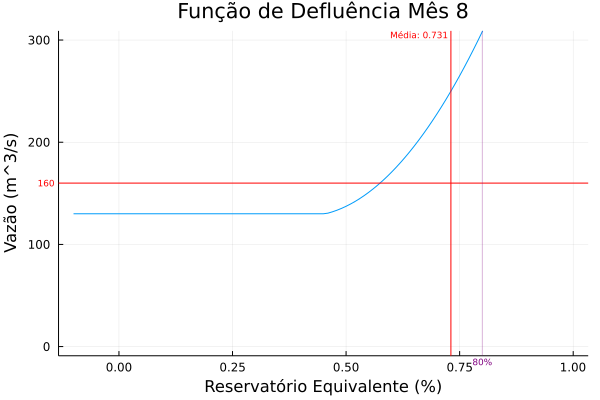 Função de Defluência Mês 8
Média: 0.731
300
200
160
100
0
Vazão (m^3/s)
0.00
0.25
0.50
0.75
80%
1.00
Reservatório Equivalente (%)